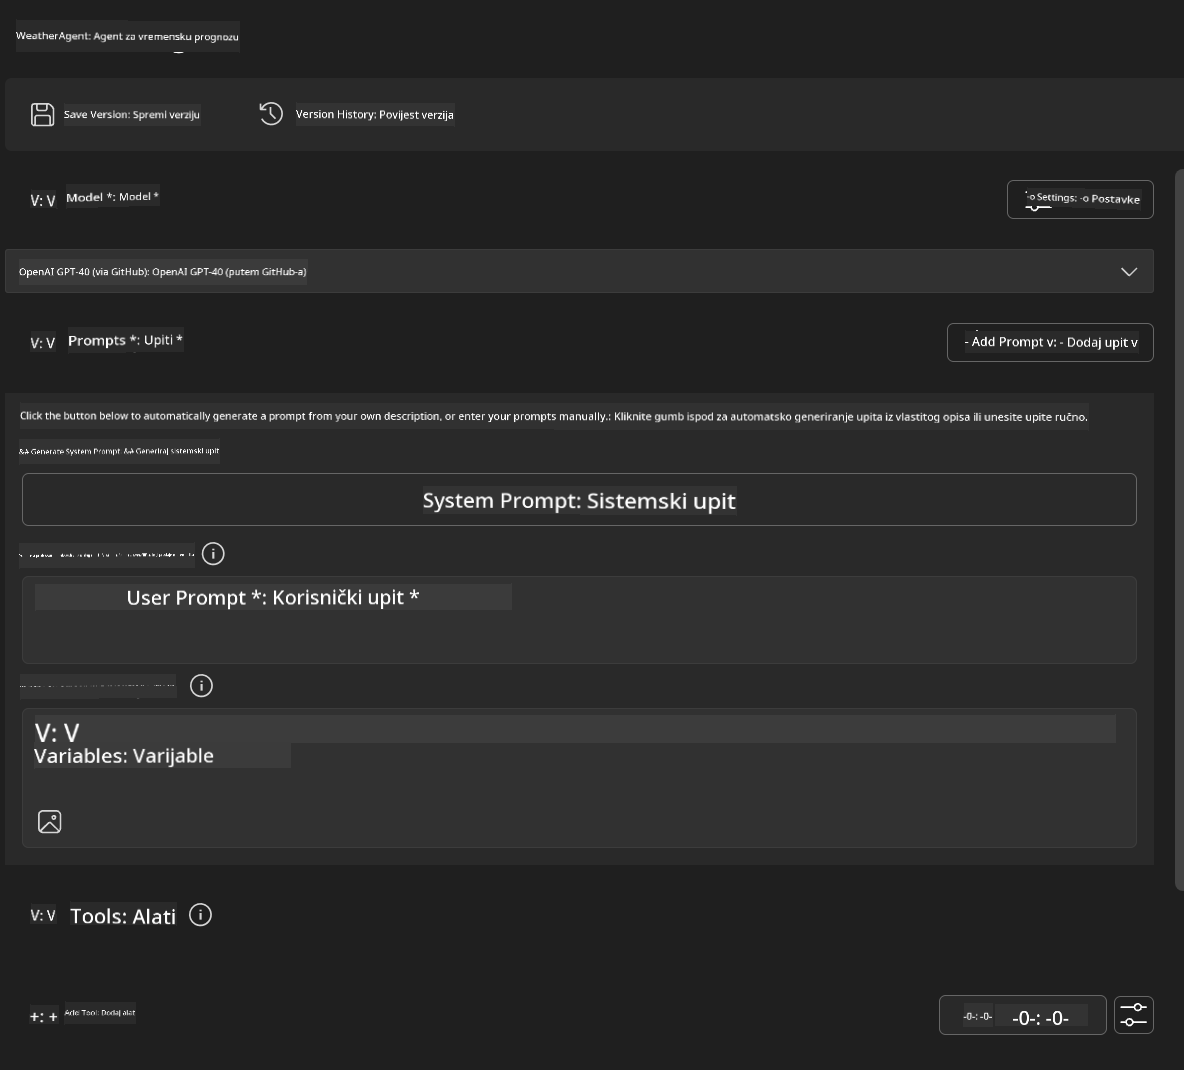 WeatherAgent: Agent za vremensku prognozu
Save Version: Spremi verziju
Version History: Povijest verzija
V: V
Model *: Model *
-o Settings: -o Postavke
OpenAI GPT-40 (via GitHub): OpenAI GPT-40 (putem GitHub-a)
V: V
Prompts *: Upiti *
- Add Prompt v: - Dodaj upit v
Click the button below to automatically generate a prompt from your own description, or enter your prompts manually.: Kliknite gumb ispod za automatsko generiranje upita iz vlastitog opisa ili unesite upite ručno.
&& Generate System Prompt: && Generiraj sistemski upit
System Prompt: Sistemski upit
User Prompt *: Korisnički upit *
V: V
Variables: Varijable
V: V
Tools: Alati
+: +
Add Tool: Dodaj alat
-0-: -0-
-0-: -0-